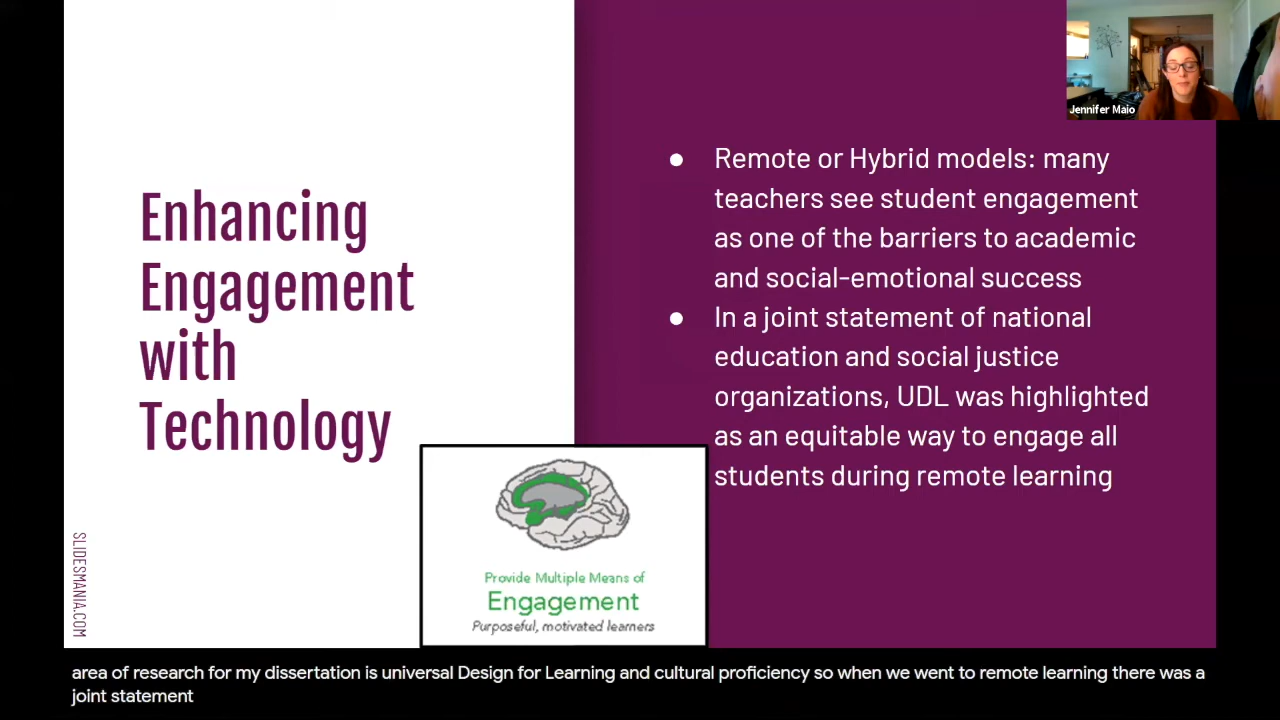 Enhancing
Engagement
with
Technology
SLIDESMANIA.COM
Provide Multiple Means of
Engagement
Purposeful, motivated learners
● Remote or Hybrid models: many
teachers see student engagement
as one of the barriers to academic
and social-emotional success
● In a joint statement of national
education and social justice
organizations, UDL was highlighted
as an equitable way to engage all
students during remote learning
Jennifer Maio
area of research for my dissertation is universal Design for Learning and cultural proficiency so when we went to remote learning there was a
joint statement